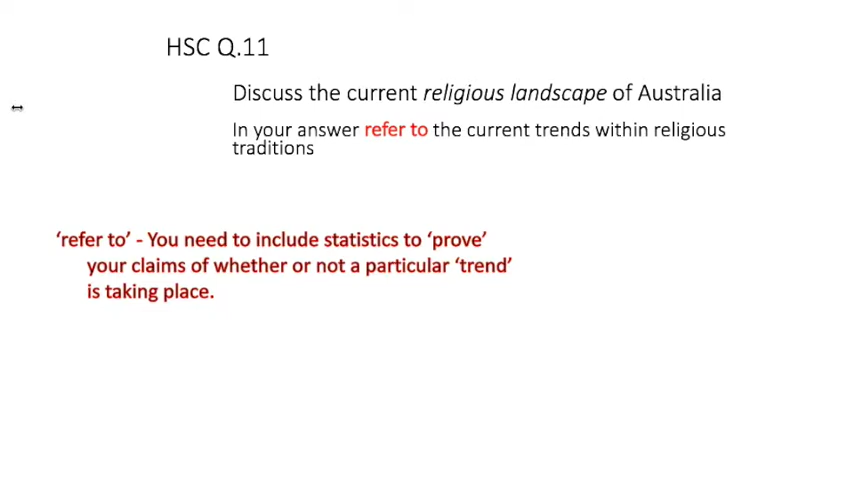 HSC Q.11
Discuss the current religious landscape of Australia
In your answer refer to the current trends within religious
traditions
‘refer to’ - You need to include statistics to ‘prove’
your claims of whether or not a particular ‘trend’
is taking place.